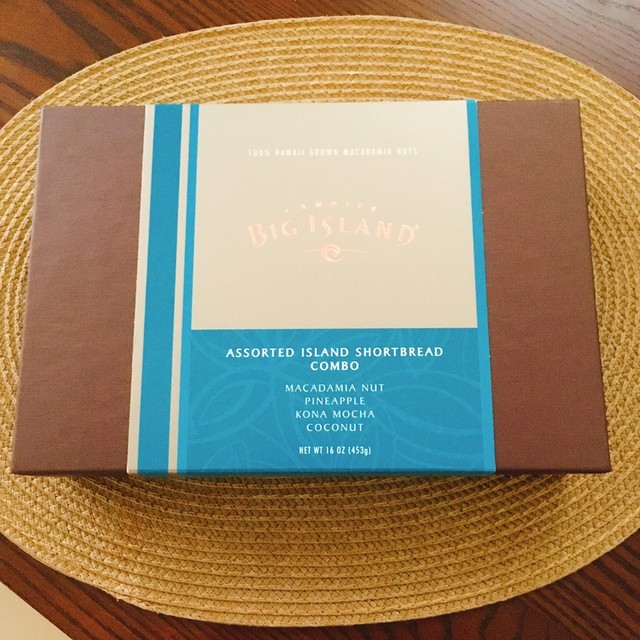 100% HAWAII GROWN MACADAMIA NUTS
CANDIES
BIG ISLAND
ASSORTED ISLAND SHORTBREAD
COMBO
MACADAMIA NUT
PINEAPPLE
KONA MOCHA
COCONUT
NET WT 16 OZ (453g)